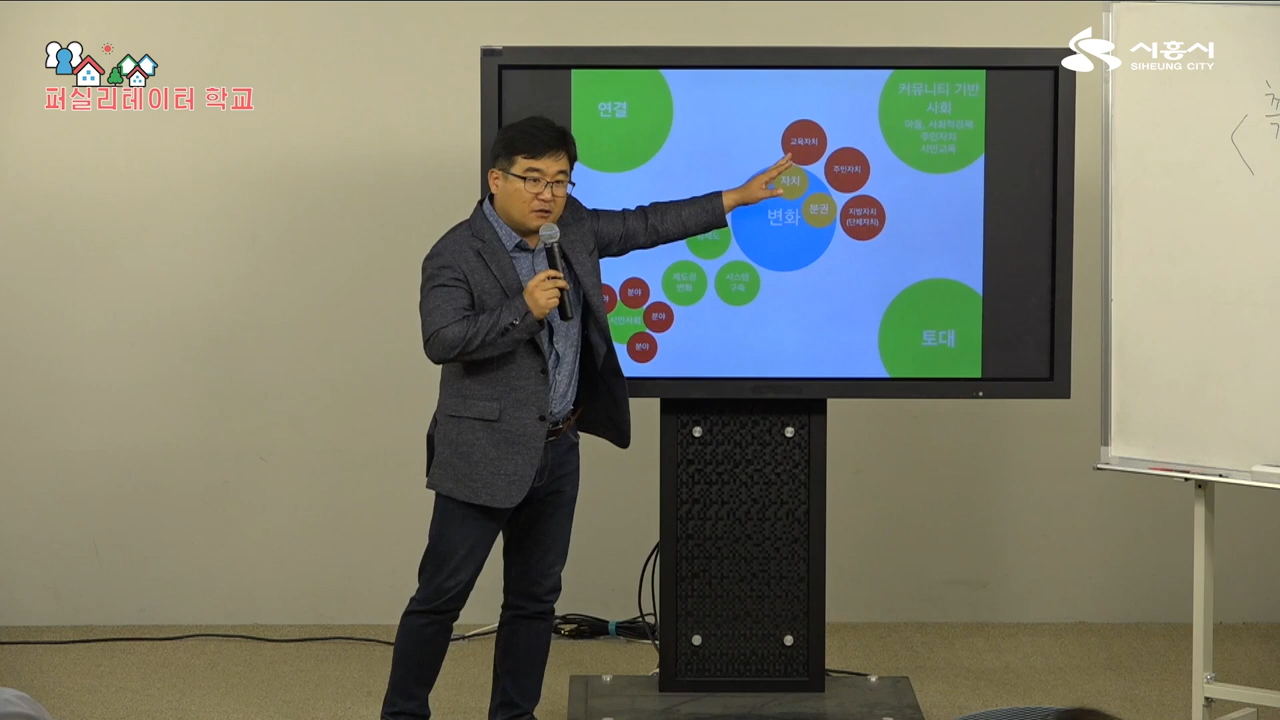 퍼실리테이터 학교
시흥시
SIHEUNG CITY
연결
커뮤니티 기반
사회
마을, 사회적경제
주민자치
시민교육
교육자치
주민자치
자치
분권
지방자치
(단체자치)
변화
제도권
변화
시스템
구축
분야
분야
시민사회
분야
토대